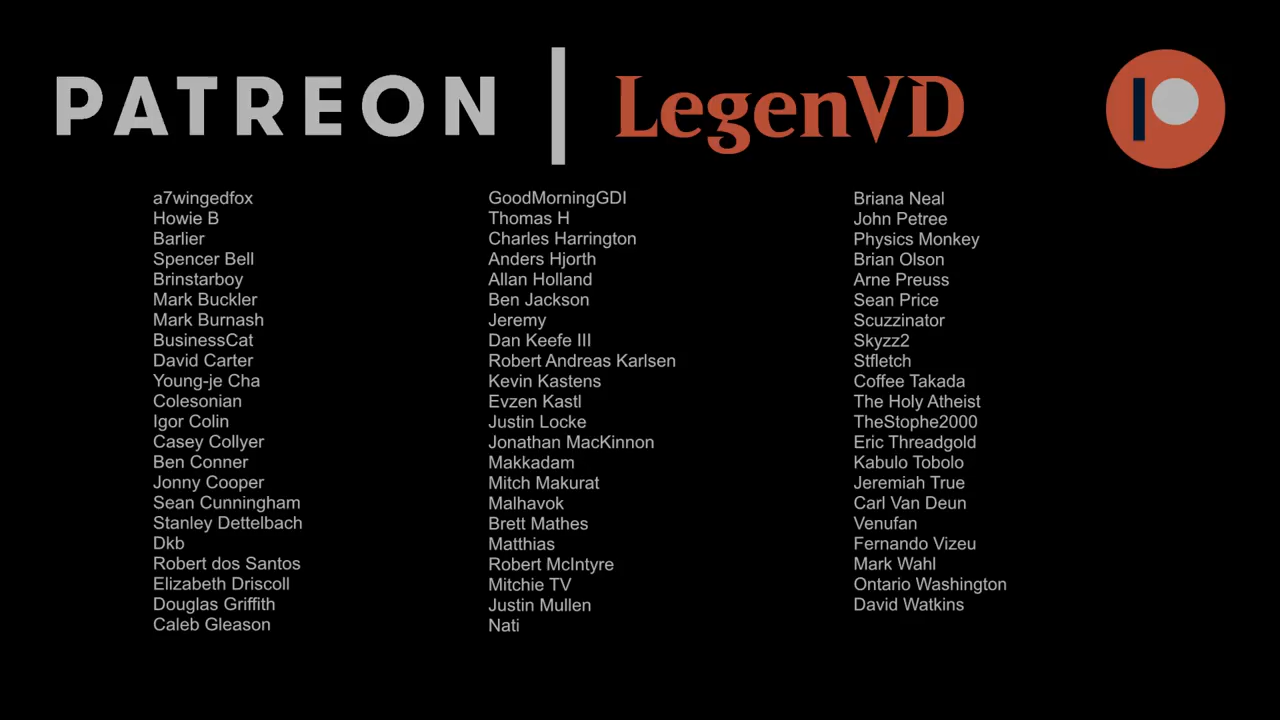 PATREON | LegenVD
a7wingedfox
Howie B
Barlier
Spencer Bell
Brinstarboy
Mark Buckler
Mark Burnash
BusinessCat
David Carter
Young-je Cha
Colesonian
Igor Colin
Casey Collyer
Ben Conner
Jonny Cooper
Sean Cunningham
Stanley Dettelbach
Dkb
Robert dos Santos
Elizabeth Driscoll
Douglas Griffith
Caleb Gleason
GoodMorningGDI
Thomas H
Charles Harrington
Anders Hjorth
Allan Holland
Ben Jackson
Jeremy
Dan Keefe III
Robert Andreas Karlsen
Kevin Kastens
Evzen Kastl
Justin Locke
Jonathan MacKinnon
Makkadam
Mitch Makurat
Malhavok
Brett Mathes
Matthias
Robert McIntyre
Mitchie TV
Justin Mullen
Nati
Briana Neal
John Petree
Physics Monkey
Brian Olson
Arne Preuss
Sean Price
Scuzzinator
Skyzz2
Stfletch
Coffee Takada
The Holy Atheist
TheStophe2000
Eric Threadgold
Kabulo Tobolo
Jeremiah True
Carl Van Deun
Venufan
Fernando Vizeu
Mark Wahl
Ontario Washington
David Watkins